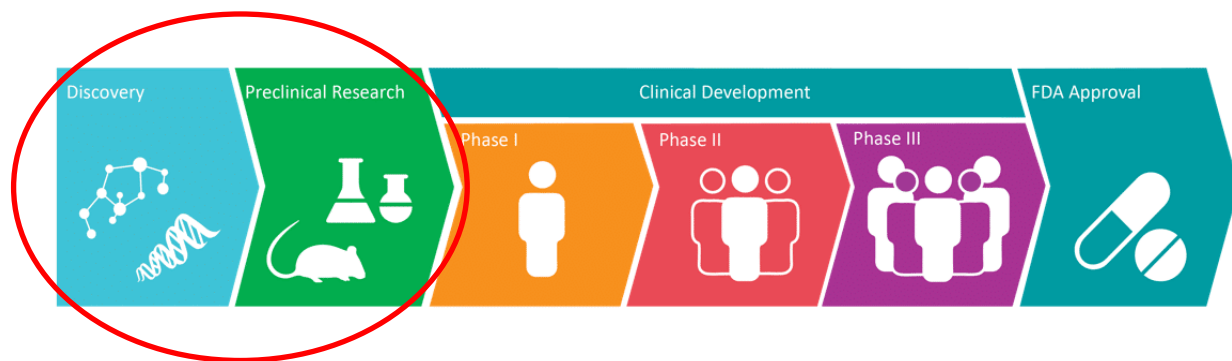 Discovery
Preclinical Research
Clinical Development
FDA Approval
Phase I
Phase II
Phase III